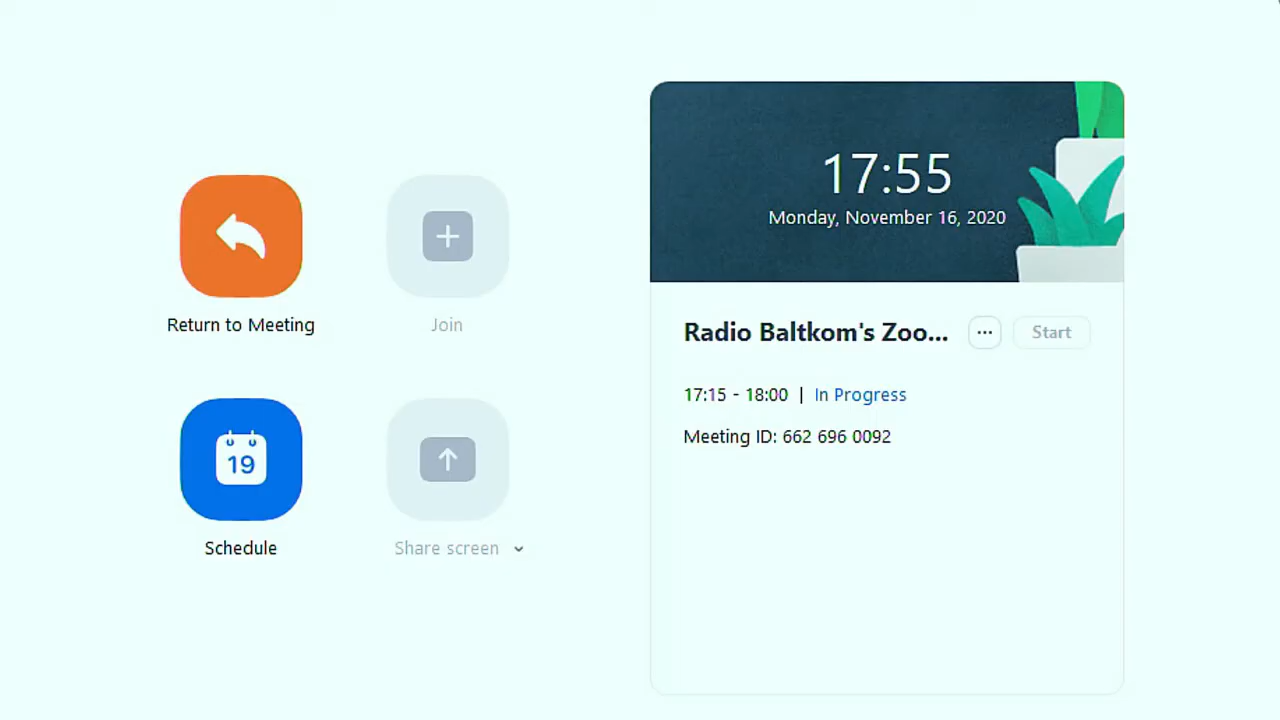 17:55
Monday, November 16, 2020
Return to Meeting
Join
Radio Baltkom's Zoo...
Start
17:15 - 18:00 | In Progress
Meeting ID: 662 696 0092
19
Schedule
Share screen